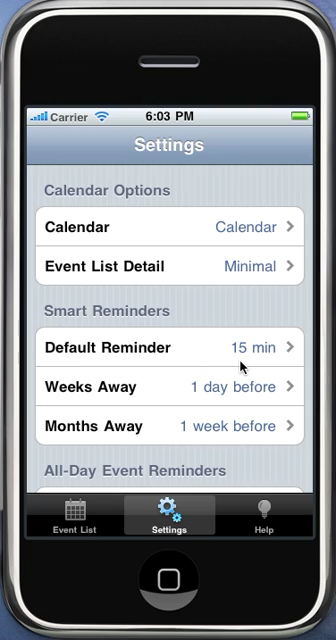 Carrier 6:03 PM
Settings
Calendar Options
Calendar Calendar
Event List Detail Minimal
Smart Reminders
Default Reminder 15 min
Weeks Away 1 day before
Months Away 1 week before
All-Day Event Reminders
Event List Settings Help